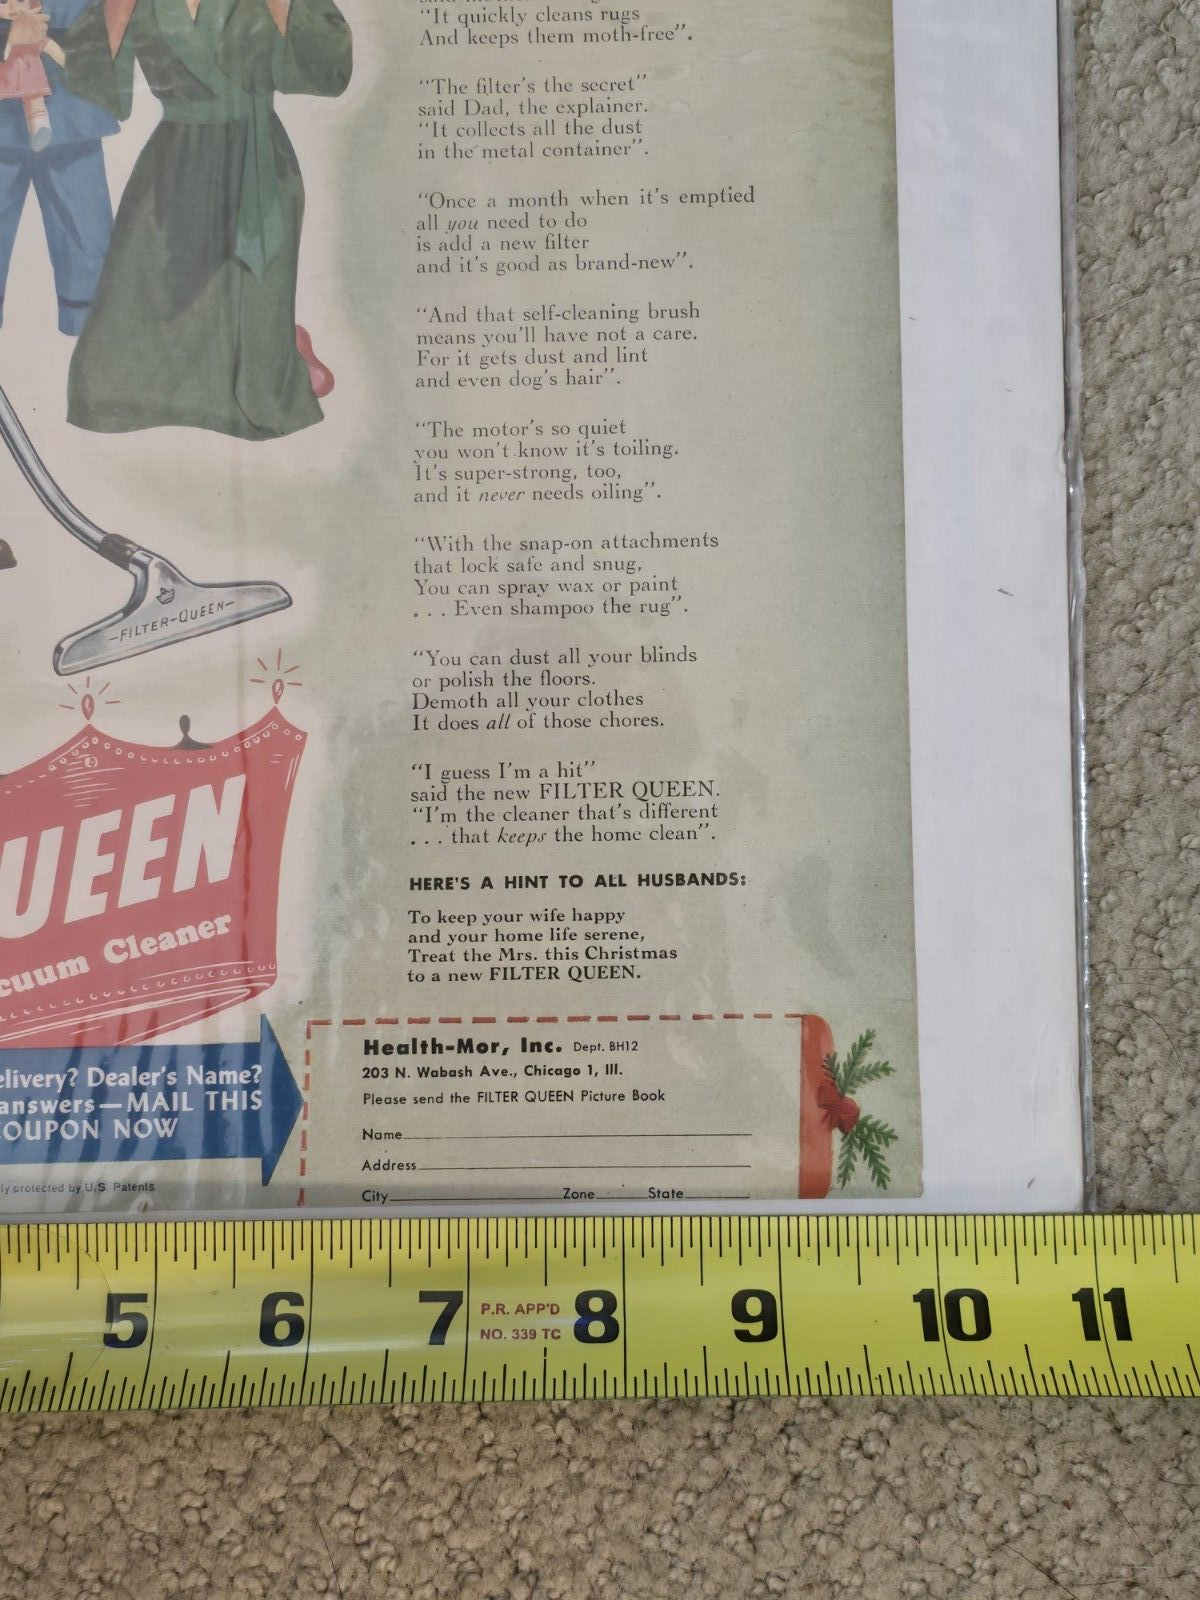 "It quickly cleans rugs
And keeps them moth-free".
"The filter's the secret"
said Dad, the explainer.
"It collects all the dust
in the metal container".
"Once a month when it's emptied
all you need to do
is add a new filter
and it's good as brand-new".
"And that self-cleaning brush
means you'll have not a care.
For it gets dust and lint
and even dog's hair".
"The motor's so quiet
you won't know it's toiling.
It's super-strong, too,
and it never needs oiling".
"With the snap-on attachments
that lock safe and snug,
You can spray wax or paint
. . . Even shampoo the rug".
"You can dust all your blinds
or polish the floors.
Demoth all your clothes
It does all of those chores.
"I guess I'm a hit"
said the new FILTER QUEEN.
"I'm the cleaner that's different
. . . that keeps the home clean".
HERE'S A HINT TO ALL HUSBANDS:
To keep your wife happy
and your home life serene,
Treat the Mrs. this Christmas
to a new FILTER QUEEN.
-FILTER-QUEEN-
UEEN
cuum Cleaner
elivery? Dealer's Name?
answers—MAIL THIS
COUPON NOW
ly protected by U.S. Patents
Health-Mor, Inc. Dept. BH12
203 N. Wabash Ave., Chicago 1, Ill.
Please send the FILTER QUEEN Picture Book
Name
Address
City Zone State
5 6 7 8 9 10 11
P.R. APP'D
NO. 339 TC